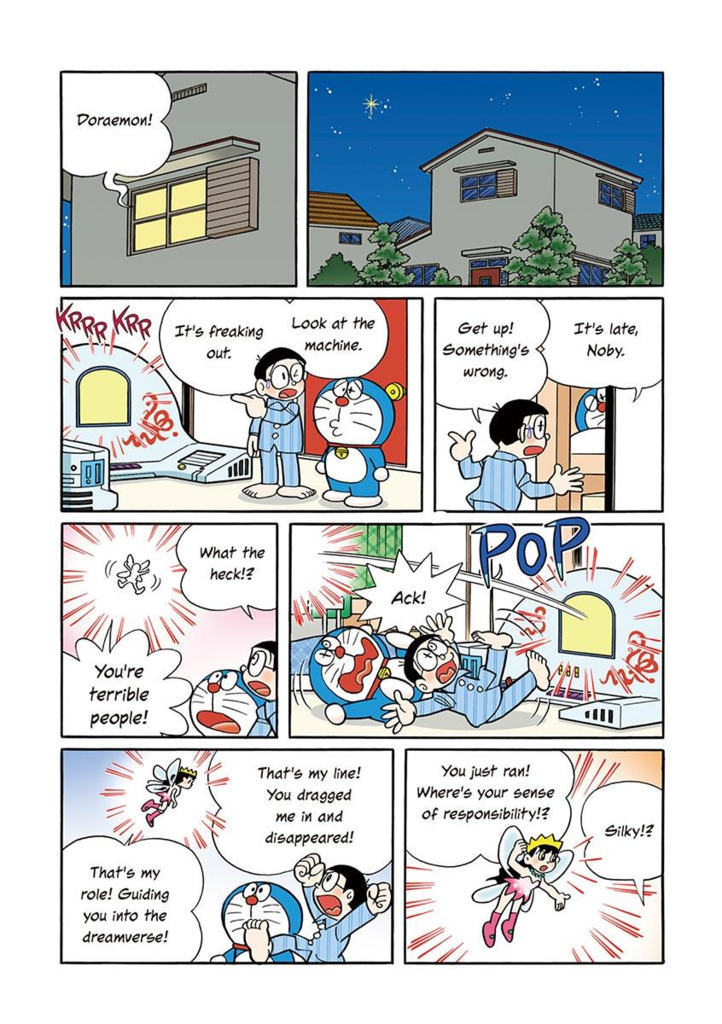 Doraemon!
It's late,
Noby.
Get up!
Something's
wrong.
Look at the
machine.
It's freaking
out.
KRRR KRR
POP
Ack!
What the
heck!?
You're
terrible
people!
Silky!?
You just ran!
Where's your sense
of responsibility!?
That's my line!
You dragged
me in and
disappeared!
That's my
role! Guiding
you into the
dreamverse!